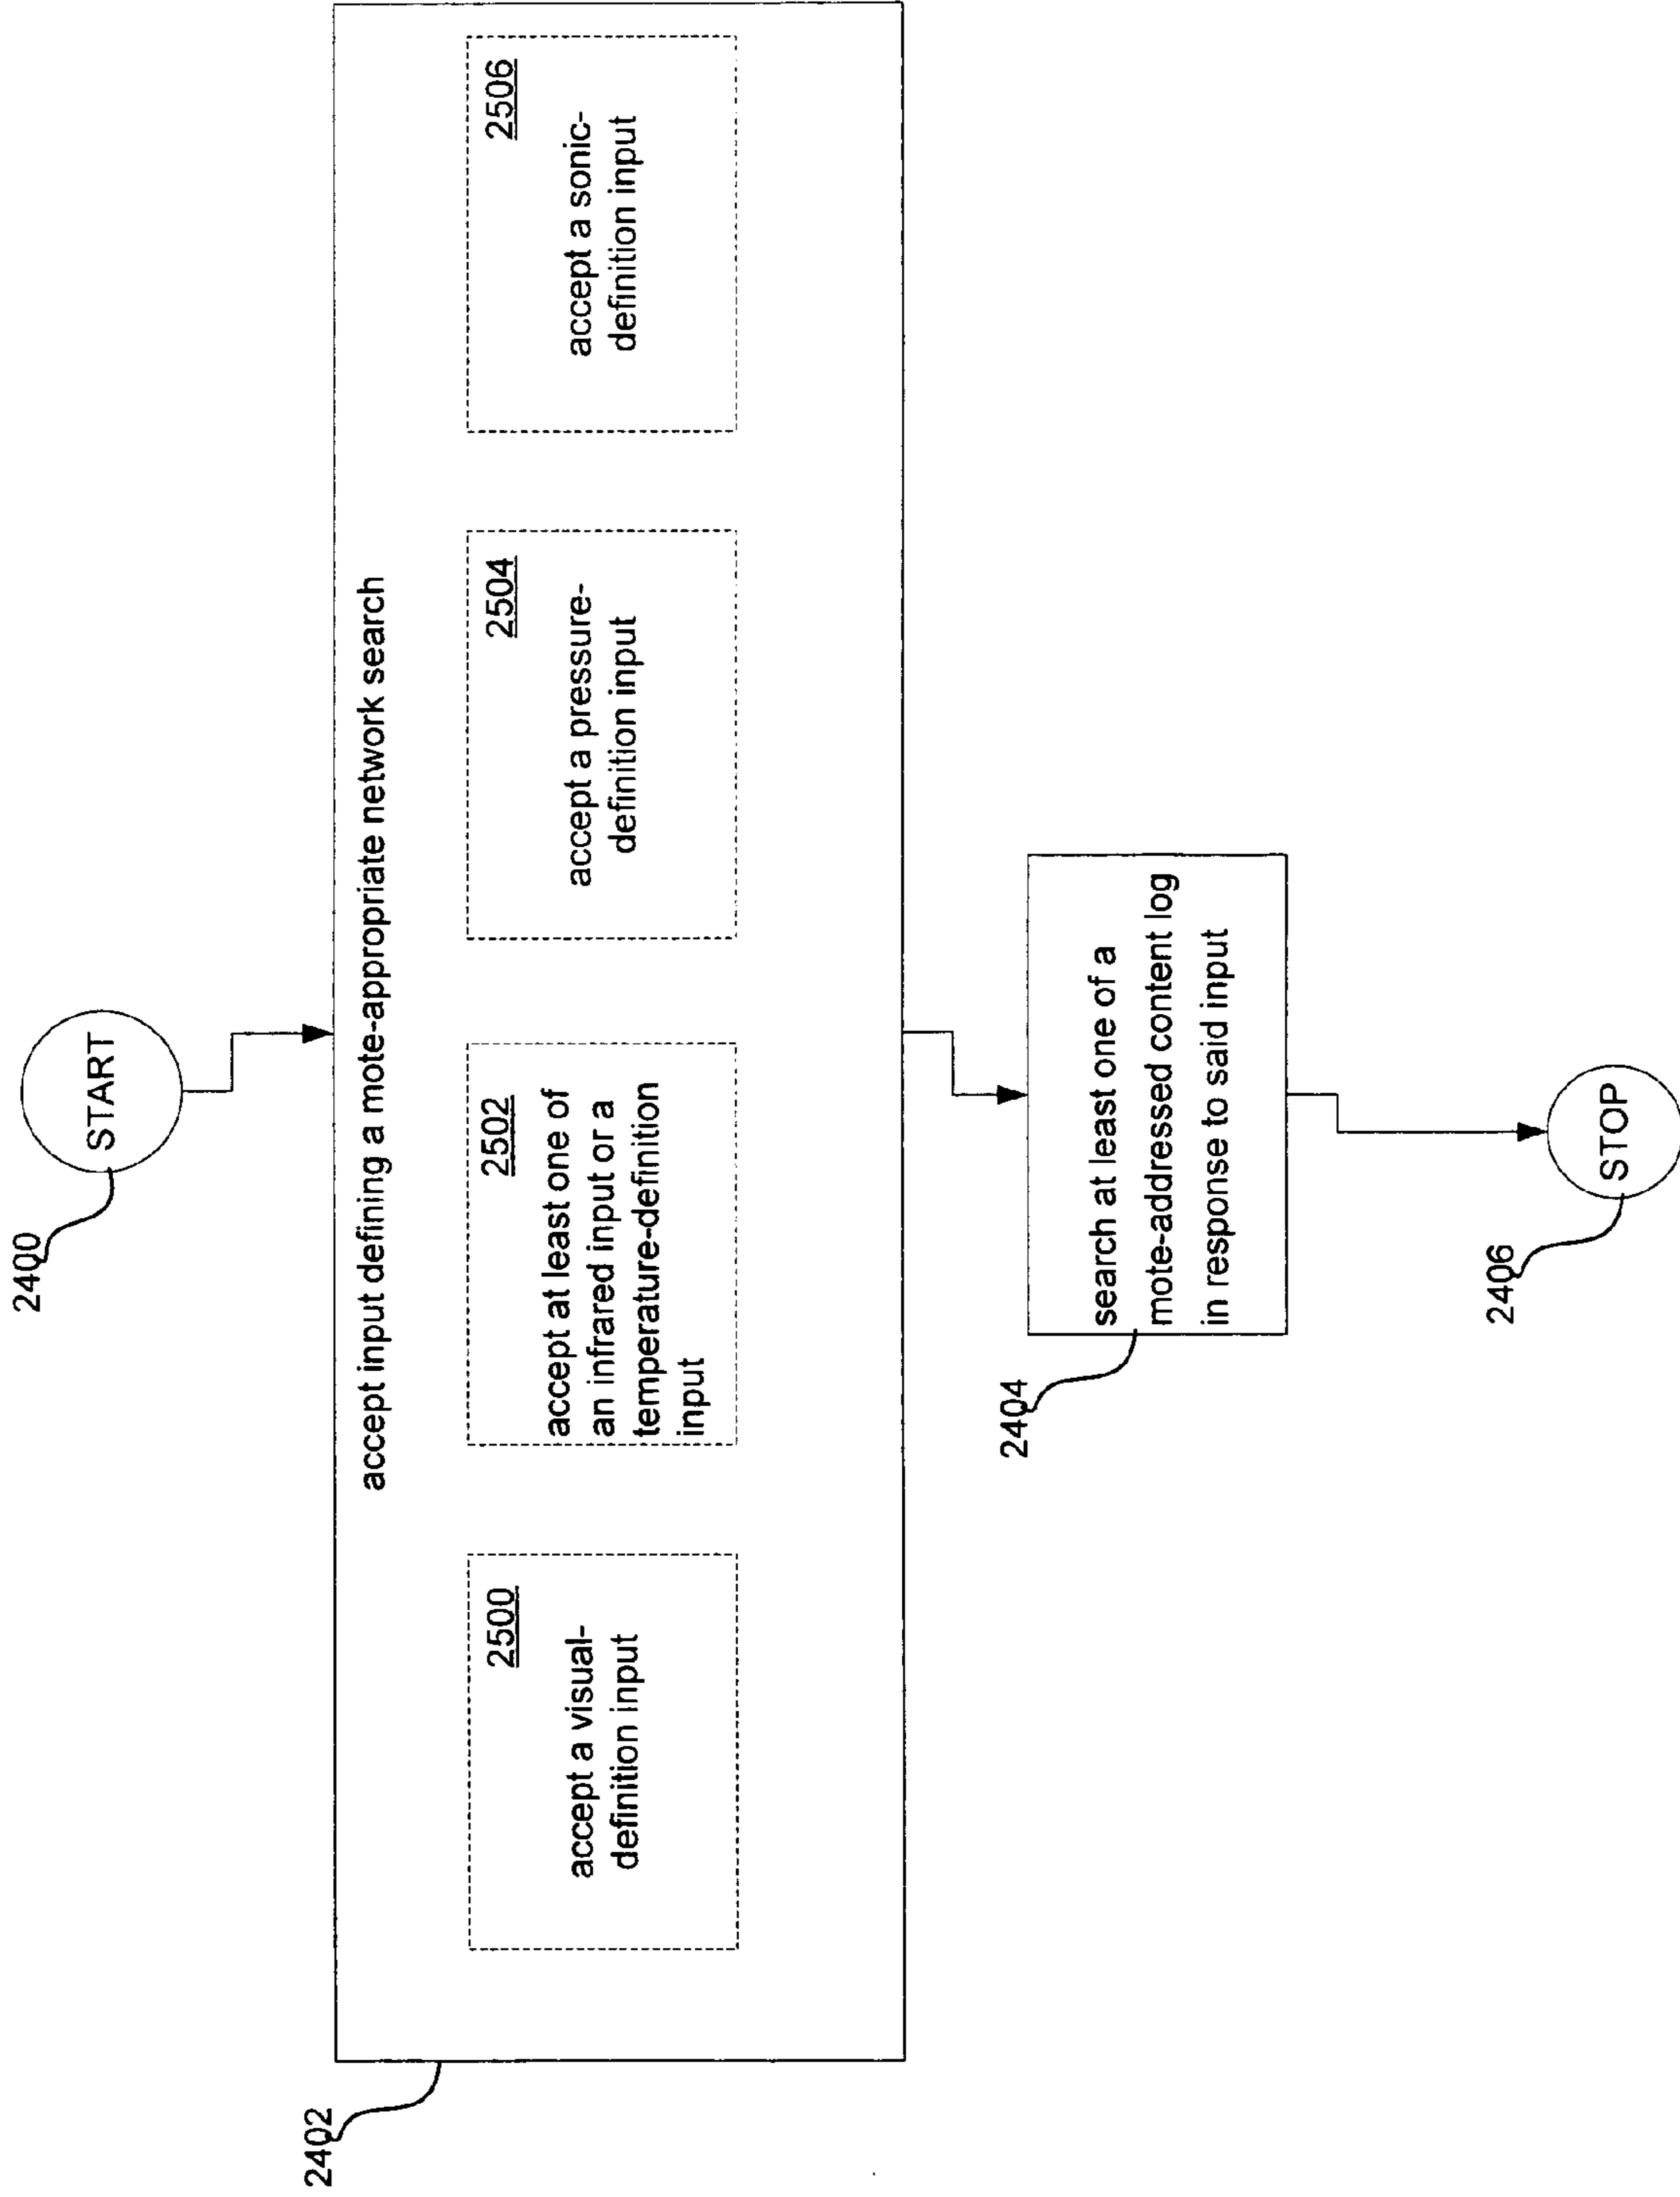 2400
START
2402
accept input defining a mote-appropriate network search
2500
accept a visual-
definition input
2502
accept at least one of
an infrared input or a
temperature-definition
input
2504
accept a pressure-
definition input
2506
accept a sonic-
definition input
2404
search at least one of a
mote-addressed content log
in response to said input
2406
STOP